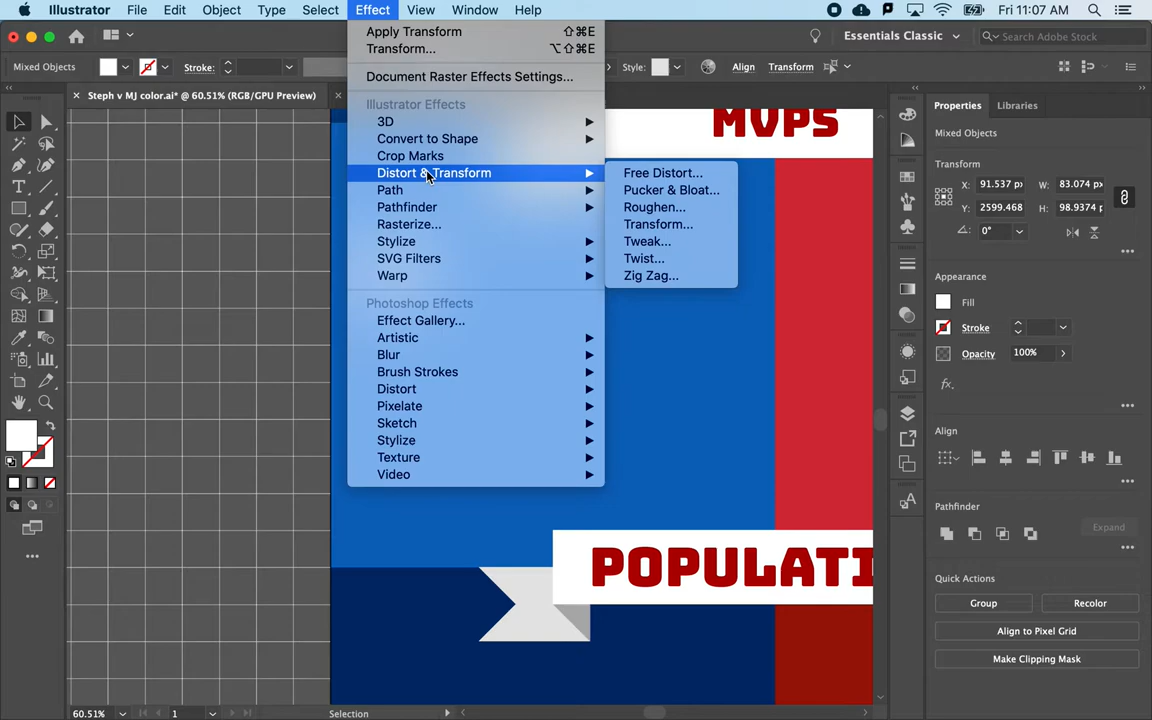 Illustrator File Edit Object Type Select Effect View Window Help Fri 11:07 AM
Essentials Classic Search Adobe Stock
Mixed Objects Stroke: Style: Align Transform
Steph v MJ color.ai* @ 60.51% (RGB/GPU Preview)
Apply Transform ⇧⌘E
Transform... ⌥⇧⌘E
Document Raster Effects Settings...
Illustrator Effects
3D
Convert to Shape
Crop Marks
Distort & Transform
Path
Pathfinder
Rasterize...
Stylize
SVG Filters
Warp
Photoshop Effects
Effect Gallery...
Artistic
Blur
Brush Strokes
Distort
Pixelate
Sketch
Stylize
Texture
Video
Free Distort...
Pucker & Bloat...
Roughen...
Transform...
Tweak...
Twist...
Zig Zag...
MVPS
POPULATI
Properties Libraries
Mixed Objects
Transform
X: 91.537 px W: 83.074 px
Y: 2599.468 H: 98.9374 p
0°
Appearance
Fill
Stroke
Opacity 100%
fx.
Align
Pathfinder
Expand
Quick Actions
Group Recolor
Align to Pixel Grid
Make Clipping Mask
60.51% 1 Selection